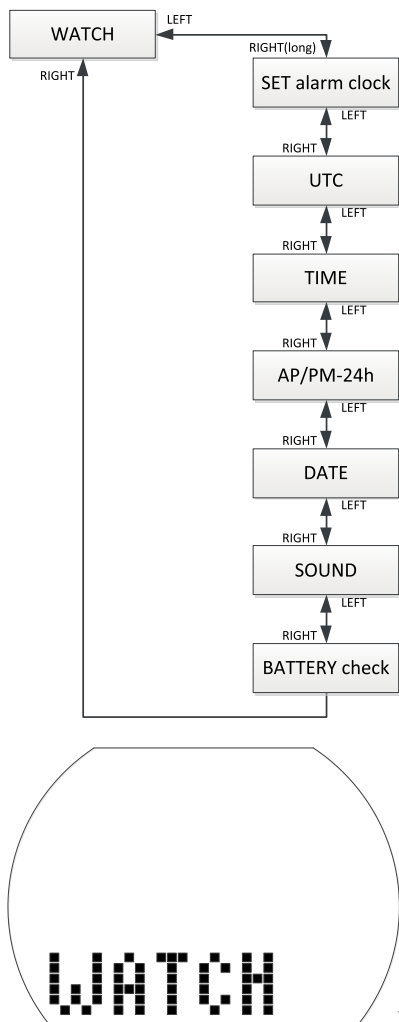 WATCH
LEFT
RIGHT(long)
RIGHT
SET alarm clock
LEFT
RIGHT
UTC
LEFT
RIGHT
TIME
LEFT
RIGHT
AP/PM-24h
LEFT
RIGHT
DATE
LEFT
RIGHT
SOUND
LEFT
RIGHT
BATTERY check
WATCH